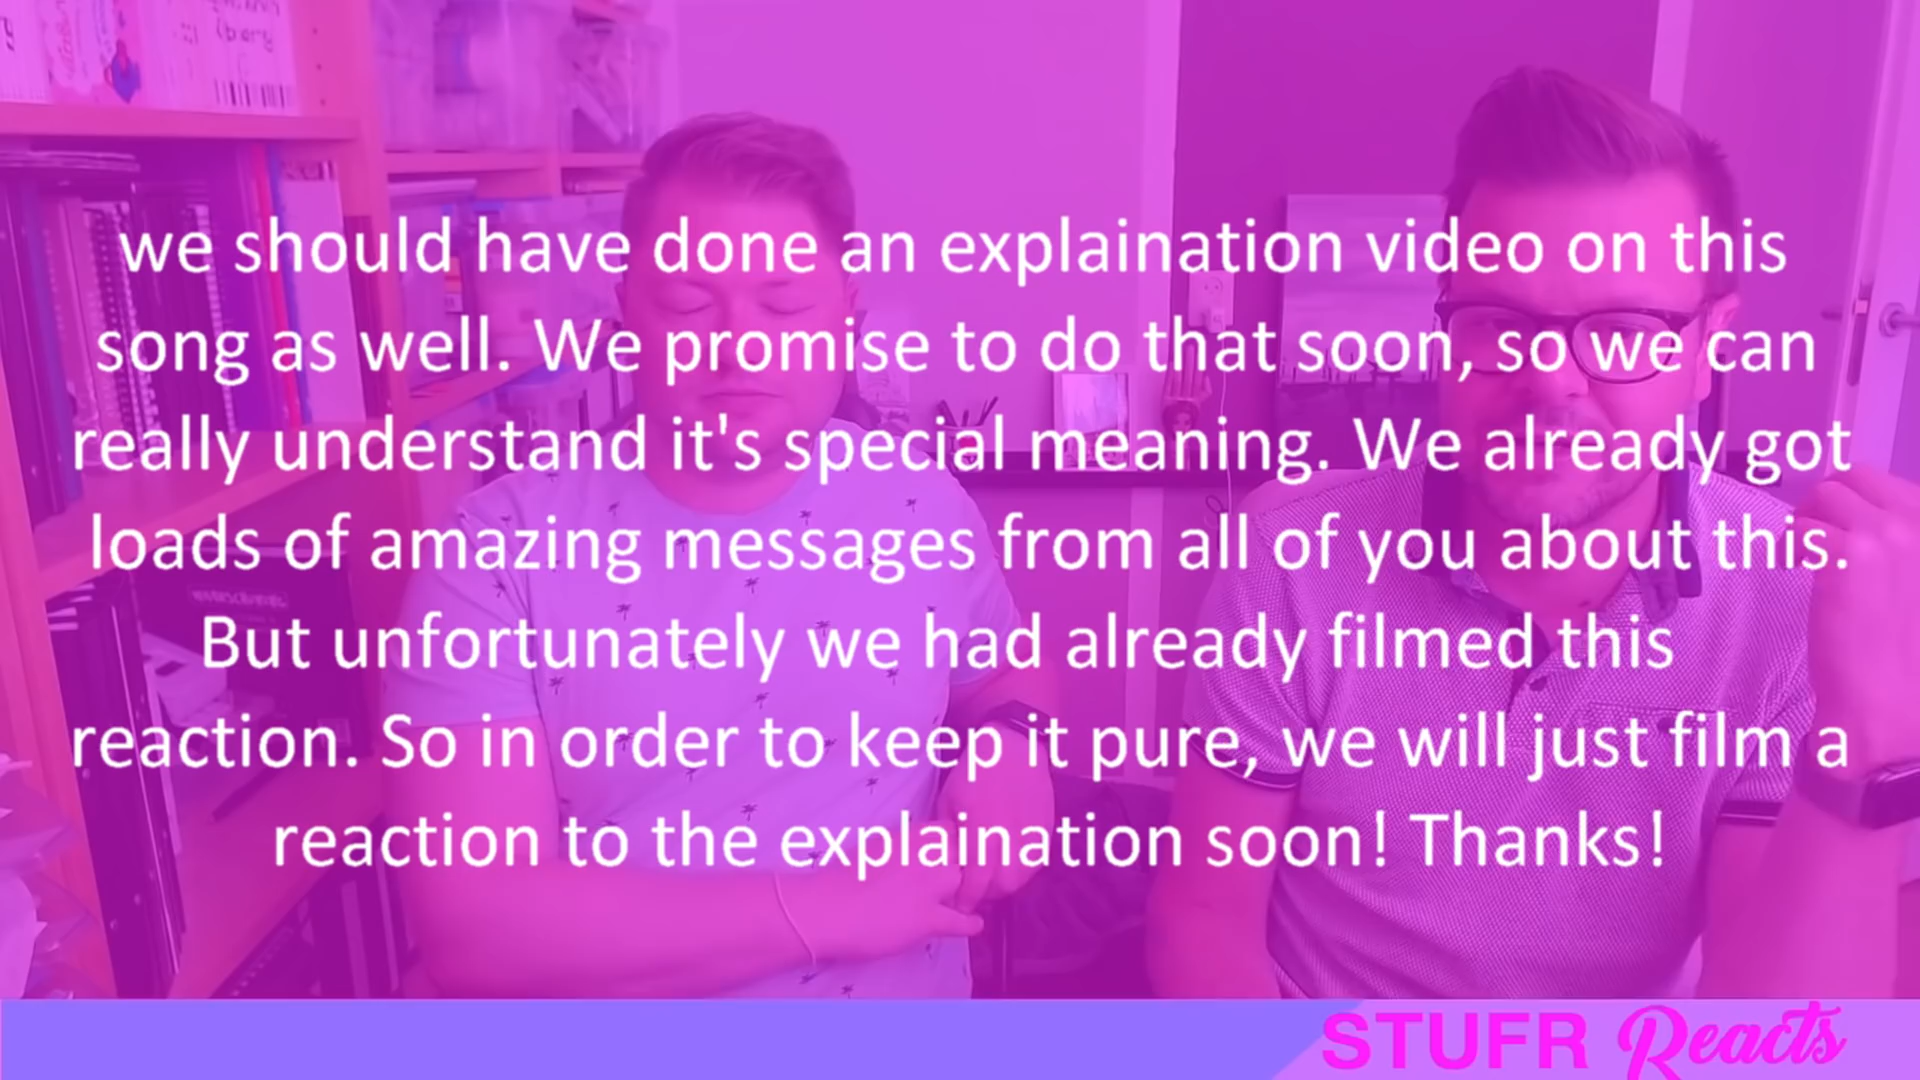 we should have done an explaination video on this
song as well. We promise to do that soon, so we can
really understand it's special meaning. We already got
loads of amazing messages from all of you about this.
But unfortunately we had already filmed this
reaction. So in order to keep it pure, we will just film a
reaction to the explaination soon! Thanks!
STUFR Reacts